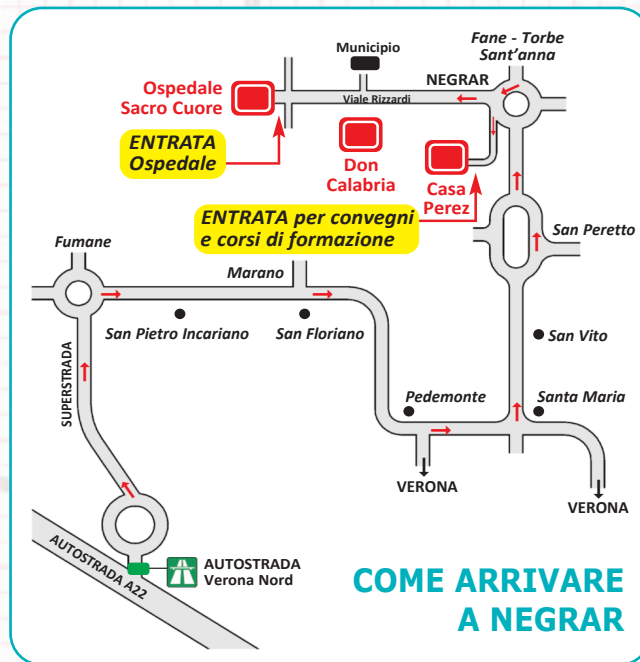 Fane - Torbe
Sant’anna
Municipio
NEGRAR
Ospedale
Sacro Cuore
Viale Rizzardi
ENTRATA
Ospedale
Don
Calabria
Casa
Perez
ENTRATA per convegni
e corsi di formazione
San Peretto
Fumane
Marano
San Pietro Incariano
San Floriano
San Vito
SUPERSTRADA
Pedemonte
Santa Maria
VERONA
VERONA
AUTOSTRADA A22
AUTOSTRADA
Verona Nord
COME ARRIVARE
A NEGRAR